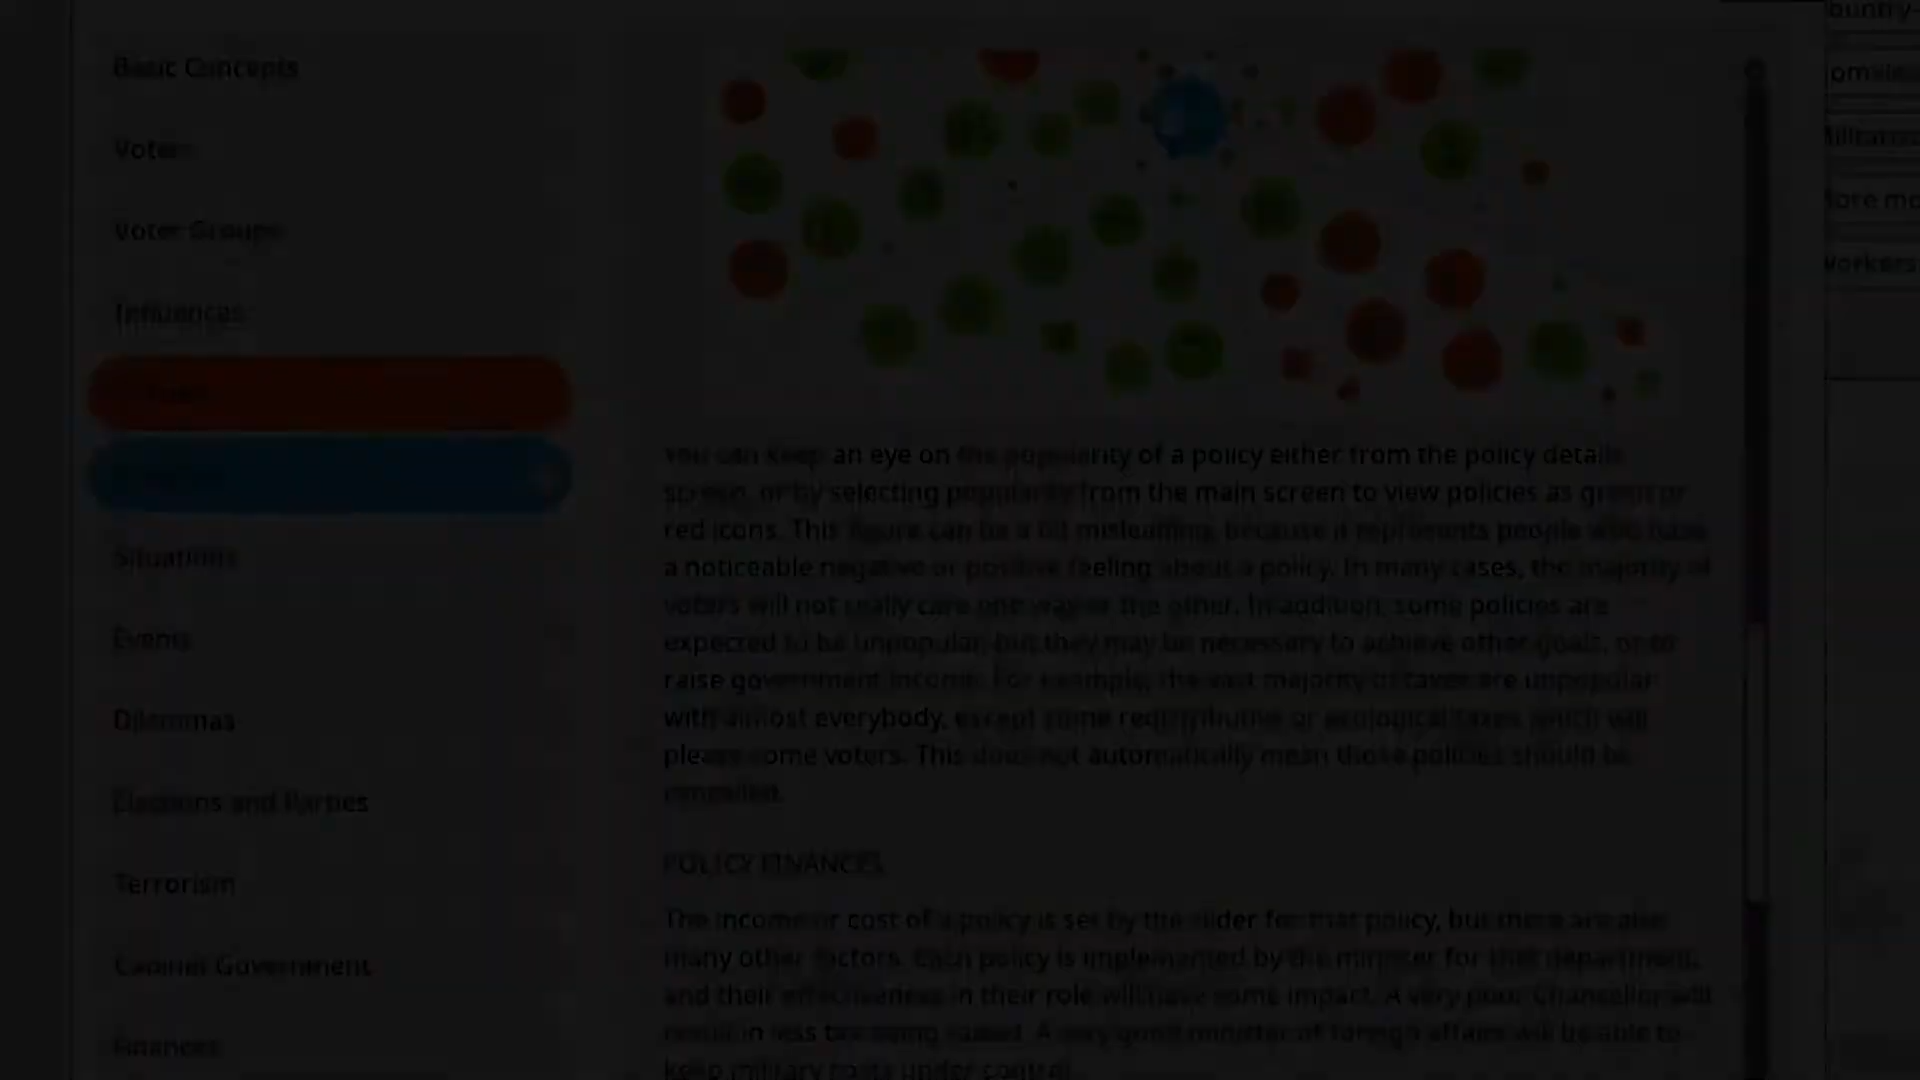 Basic Concepts
Voters
Voter Groups
Influences
Situations
Events
Dilemmas
Elections and Parties
Terrorism
Cabinet Government
Finances
You can keep an eye on the popularity of a policy either from the policy details
screen, or by selecting popularity from the main screen to view policies as green or
red icons. This figure can be a bit misleading, because it represents people who have
a noticeable negative or positive feeling about a policy. In many cases, the majority of
voters will not really care one way or the other. In addition, some policies are
expected to be unpopular, but they may be necessary to achieve other goals, or to
raise government income. For example, the vast majority of taxes are unpopular
with almost everybody, except some redistributive or ecological taxes which will
please some voters. This does not automatically mean those policies should be
cancelled.
POLICY FINANCES
The income or cost of a policy is set by the slider for that policy, but there are also
many other factors. Each policy is implemented by the minister for that department,
and their effectiveness in their role will have some impact. A very poor Chancellor will
result in less tax being raised. A very good minister of foreign affairs will be able to
keep military costs under control.
ountry-
ore mo
workers